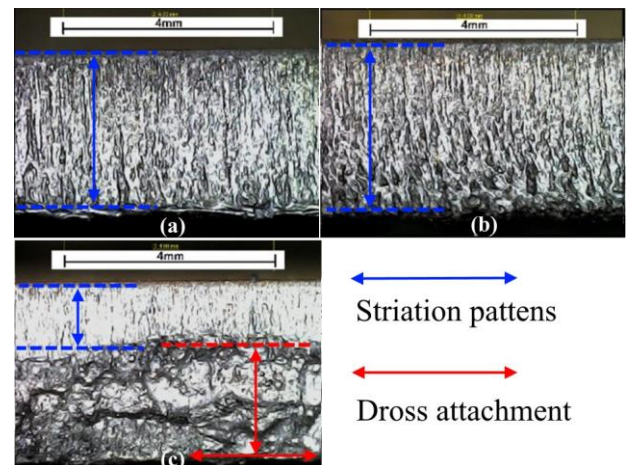 4mm
4mm
(a)
(b)
4mm
(c)
Striation pattens
Dross attachment